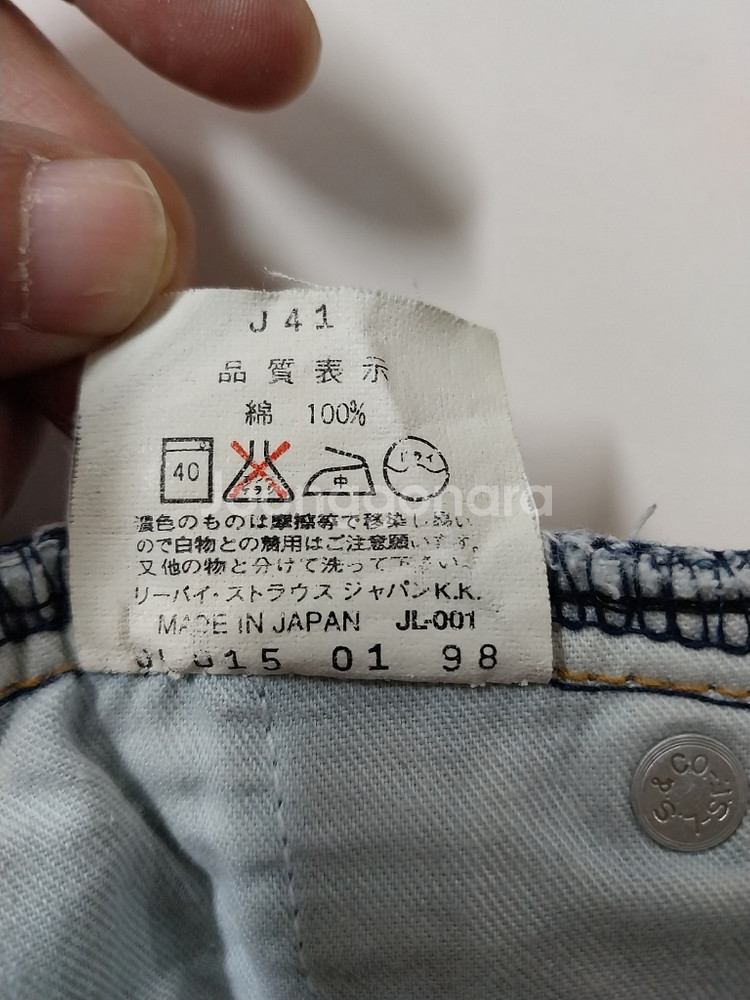 J41
品質表示
綿 100%
40
中
ドライ
濃色のものは摩擦等で移染し易い
ので白物との着用はご注意願います。
又他の物と分けて洗って下さい。
リーバイ・ストラウス ジャパンK.K.
MADE IN JAPAN JL-001
015 01 98
L.S. & CO-